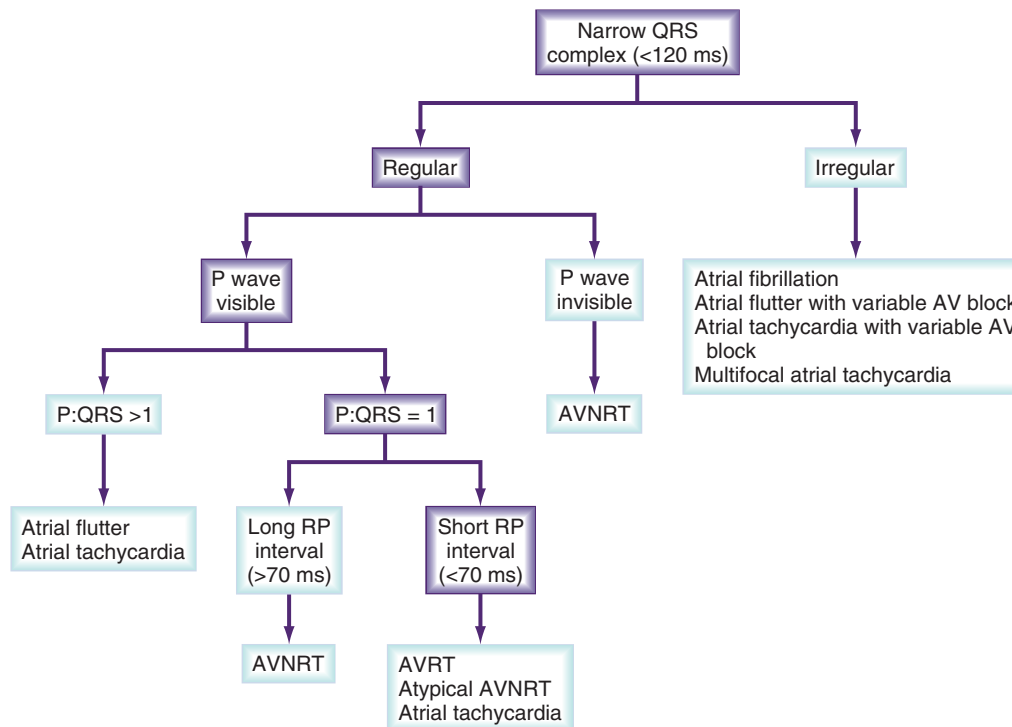 Narrow QRS
complex (<120 ms)
Regular
Irregular
P wave
visible
P wave
invisible
Atrial fibrillation
Atrial flutter with variable AV block
Atrial tachycardia with variable AV
block
Multifocal atrial tachycardia
P:QRS >1
P:QRS = 1
AVNRT
Atrial flutter
Atrial tachycardia
Long RP
interval
(>70 ms)
Short RP
interval
(<70 ms)
AVNRT
AVRT
Atypical AVNRT
Atrial tachycardia